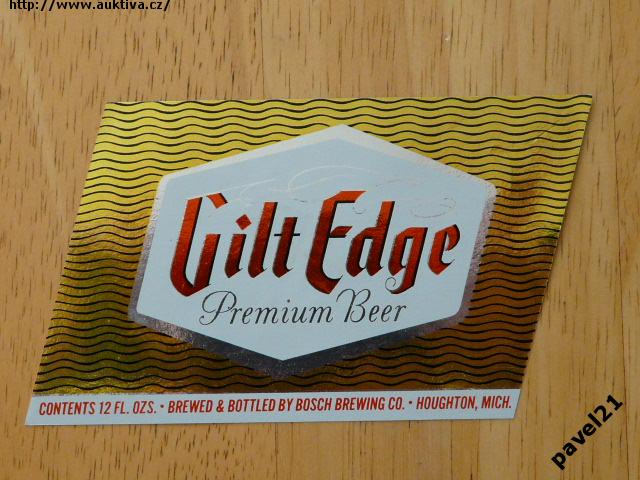 http://www.auktiva.cz/
Gilt Edge
Premium Beer
CONTENTS 12 FL. OZS. • BREWED & BOTTLED BY BOSCH BREWING CO. • HOUGHTON, MICH.
pavel21